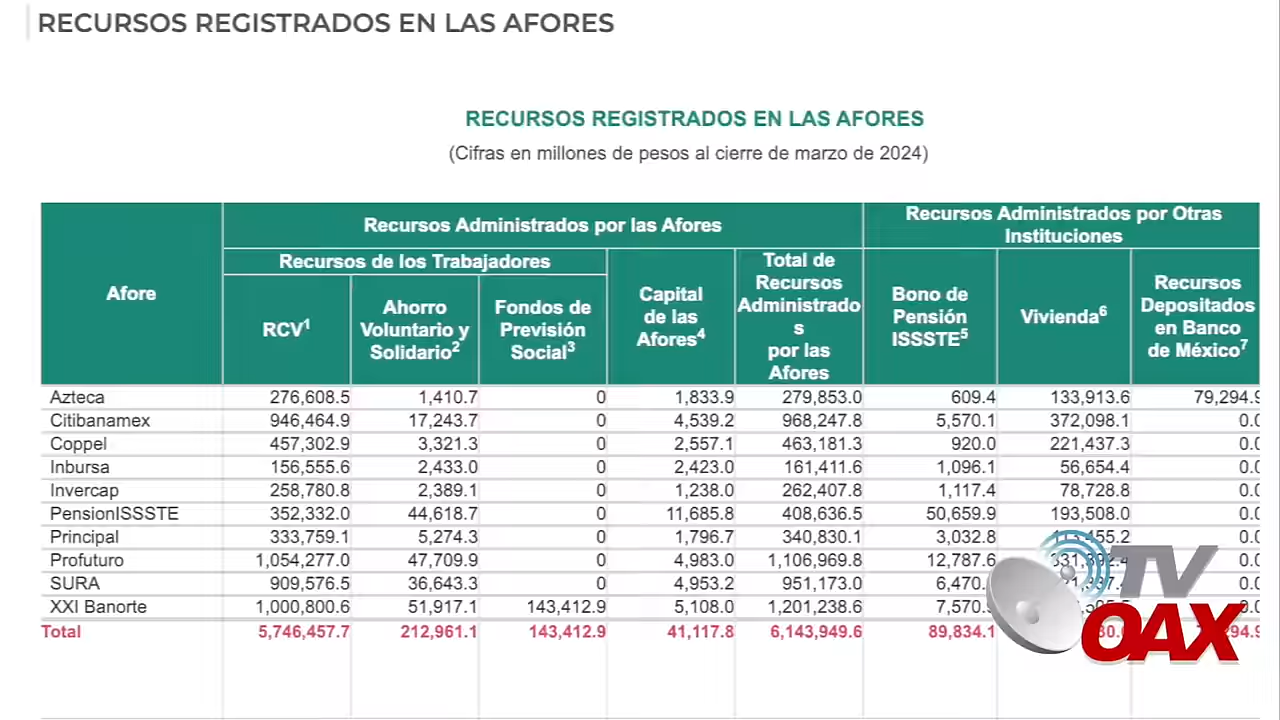 RECURSOS REGISTRADOS EN LAS AFORES
RECURSOS REGISTRADOS EN LAS AFORES
(Cifras en millones de pesos al cierre de marzo de 2024)
Afore
Recursos Administrados por las Afores
Recursos Administrados por Otras
Instituciones
Recursos de los Trabajadores
RCV1
Ahorro
Voluntario y
Solidario2
Fondos de
Previsión
Social3
Capital
de las
Afores4
Total de
Recursos
Administrado
s
por las
Afores
Bono de
Pensión
ISSSTE5
Vivienda6
Recursos
Depositados
en Banco
de México7
Azteca 276,608.5 1,410.7 0 1,833.9 279,853.0 609.4 133,913.6 79,294.9
Citibanamex 946,464.9 17,243.7 0 4,539.2 968,247.8 5,570.1 372,098.1 0.0
Coppel 457,302.9 3,321.3 0 2,557.1 463,181.3 920.0 221,437.3 0.0
Inbursa 156,555.6 2,433.0 0 2,423.0 161,411.6 1,096.1 56,654.4 0.0
Invercap 258,780.8 2,389.1 0 1,238.0 262,407.8 1,117.4 78,728.8 0.0
PensionISSSTE 352,332.0 44,618.7 0 11,685.8 408,636.5 50,659.9 193,508.0 0.0
Principal 333,759.1 5,274.3 0 1,796.7 340,830.1 3,032.8
Profuturo 1,054,277.0 47,709.9 0 4,983.0 1,106,969.8 12,787.6
SURA 909,576.5 36,643.3 0 4,953.2 951,173.0
XXI Banorte 1,000,800.6 51,917.1 143,412.9 5,108.0 1,201,238.6
Total 5,746,457.7 212,961.1 143,412.9 41,117.8 6,143,949.6 89,834.1
TV
OAX